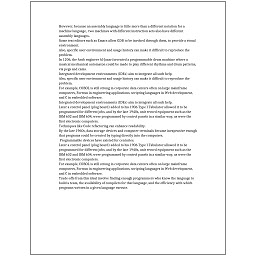 However, because an assembly language is little more than a different notation for a
machine language, two machines with different instruction sets also have different
assembly languages.
Some text editors such as Emacs allow GDB to be invoked through them, to provide a visual
environment.
Also, specific user environment and usage history can make it difficult to reproduce the
problem.
In 1206, the Arab engineer Al-Jazari invented a programmable drum machine where a
musical mechanical automaton could be made to play different rhythms and drum patterns,
via pegs and cams.
Integrated development environments (IDEs) aim to integrate all such help.
Also, specific user environment and usage history can make it difficult to reproduce the
problem.
For example, COBOL is still strong in corporate data centers often on large mainframe
computers, Fortran in engineering applications, scripting languages in Web development,
and C in embedded software.
Integrated development environments (IDEs) aim to integrate all such help.
Later a control panel (plug board) added to his 1906 Type I Tabulator allowed it to be
programmed for different jobs, and by the late 1940s, unit record equipment such as the
IBM 602 and IBM 604, were programmed by control panels in a similar way, as were the
first electronic computers.
Techniques like Code refactoring can enhance readability.
By the late 1960s, data storage devices and computer terminals became inexpensive enough
that programs could be created by typing directly into the computers.
Programmable devices have existed for centuries.
Later a control panel (plug board) added to his 1906 Type I Tabulator allowed it to be
programmed for different jobs, and by the late 1940s, unit record equipment such as the
IBM 602 and IBM 604, were programmed by control panels in a similar way, as were the
first electronic computers.
For example, COBOL is still strong in corporate data centers often on large mainframe
computers, Fortran in engineering applications, scripting languages in Web development,
and C in embedded software.
Trade-offs from this ideal involve finding enough programmers who know the language to
build a team, the availability of compilers for that language, and the efficiency with which
programs written in a given language execute.